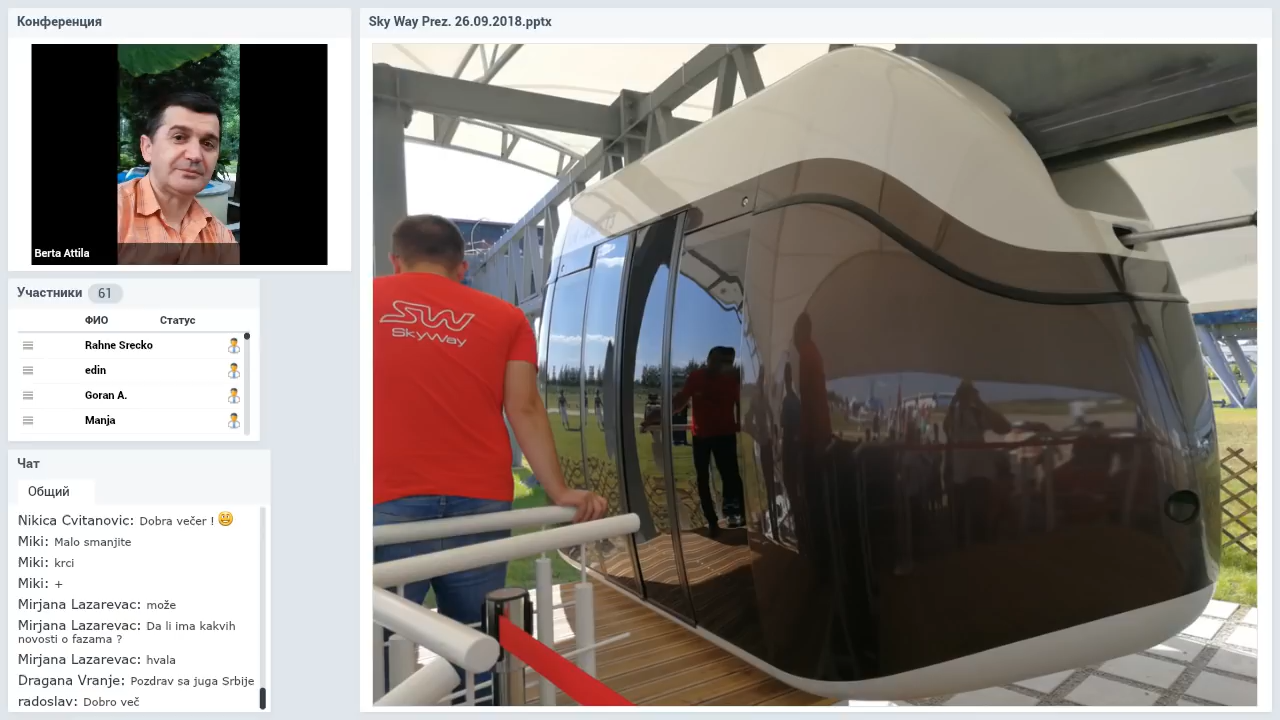 Конференция
Berta Attila
Участники 61
ФИО Статус
Rahne Srecko
edin
Goran A.
Manja
Чат
Общий
Nikica Cvitanovic: Dobra večer !
Miki: Malo smanjite
Miki: krci
Miki: +
Mirjana Lazarevac: može
Mirjana Lazarevac: Da li ima kakvih
novosti o fazama ?
Mirjana Lazarevac: hvala
Dragana Vranje: Pozdrav sa juga Srbije
radoslav: Dobro več
Sky Way Prez. 26.09.2018.pptx
SW
SkyWay